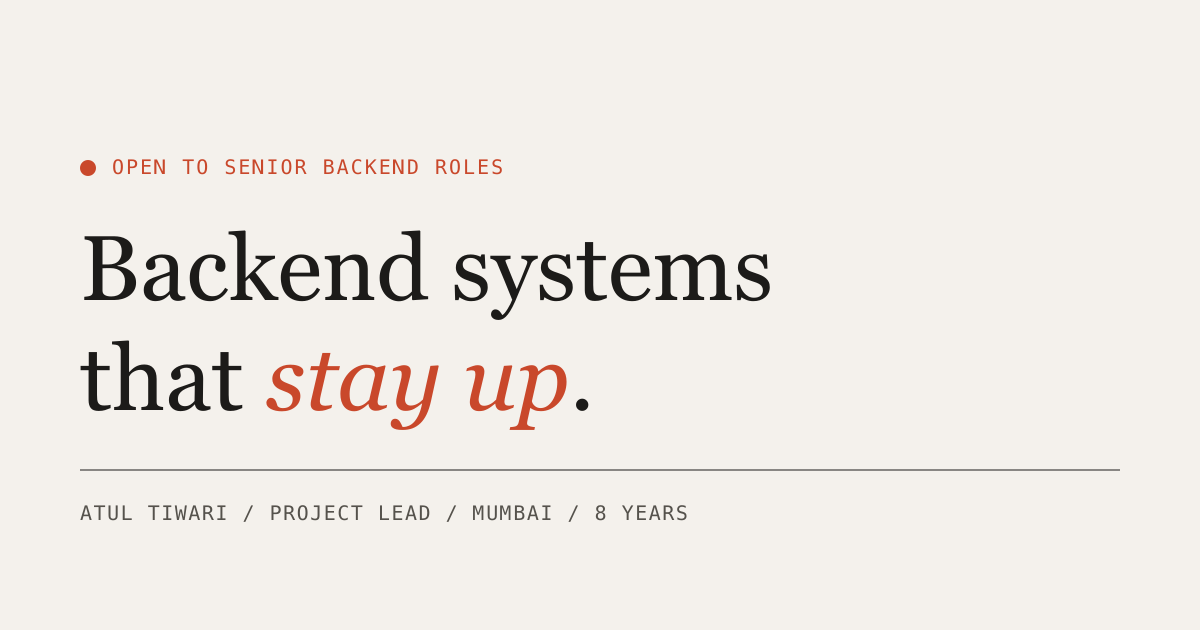 OPEN TO SENIOR BACKEND ROLES
Backend systems
that stay up.
ATUL TIWARI / PROJECT LEAD / MUMBAI / 8 YEARS